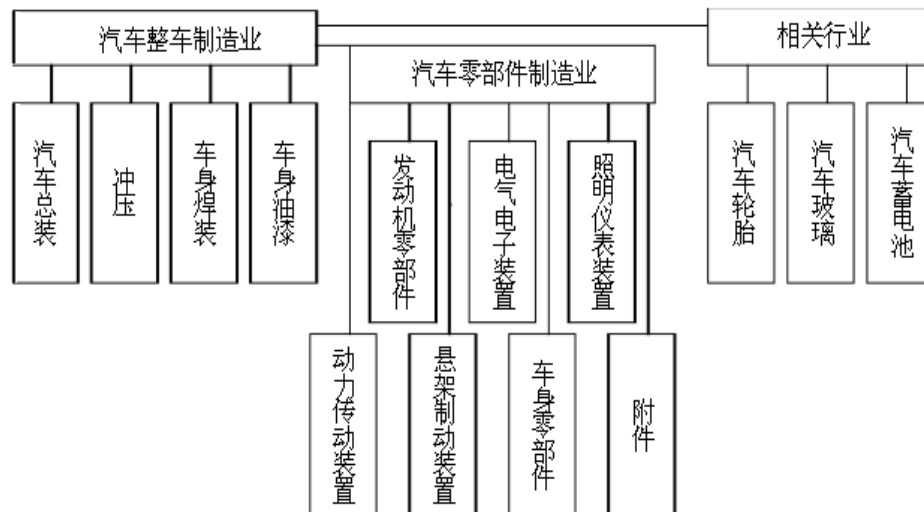 汽车整车制造业
相关行业
汽车零部件制造业
汽车总装
冲压
车身焊装
车身油漆
发动机零部件
电气电子装置
照明仪表装置
汽车轮胎
汽车玻璃
汽车蓄电池
动力传动装置
悬架制动装置
车身零部件
附件